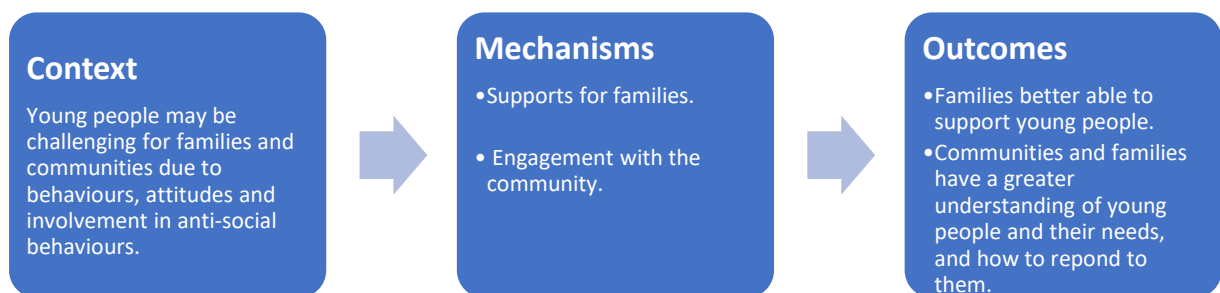 Context
Young people may be
challenging for families and
communities due to
behaviours, attitudes and
involvement in anti-social
behaviours.
Mechanisms
•Supports for families.
• Engagement with the
community.
Outcomes
•Families better able to
support young people.
•Communities and families
have a greater
understanding of young
people and their needs,
and how to repond to
them.